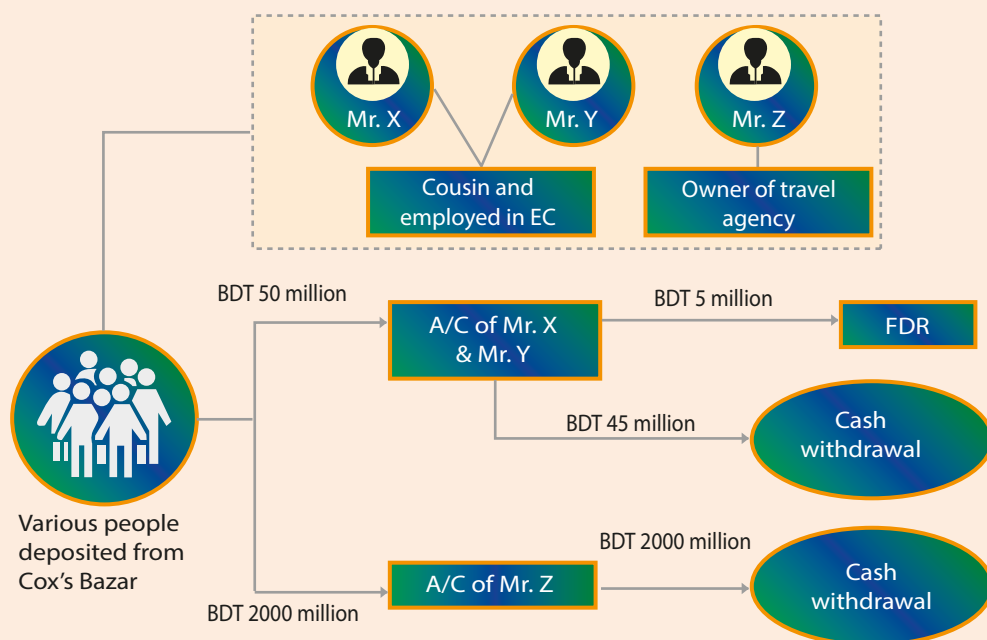 Mr. X
Mr. Y
Mr. Z
Cousin and
employed in EC
Owner of travel
agency
BDT 50 million
BDT 5 million
A/C of Mr. X
& Mr. Y
FDR
BDT 45 million
Cash
withdrawal
Various people
deposited from
Cox’s Bazar
BDT 2000 million
A/C of Mr. Z
BDT 2000 million
Cash
withdrawal